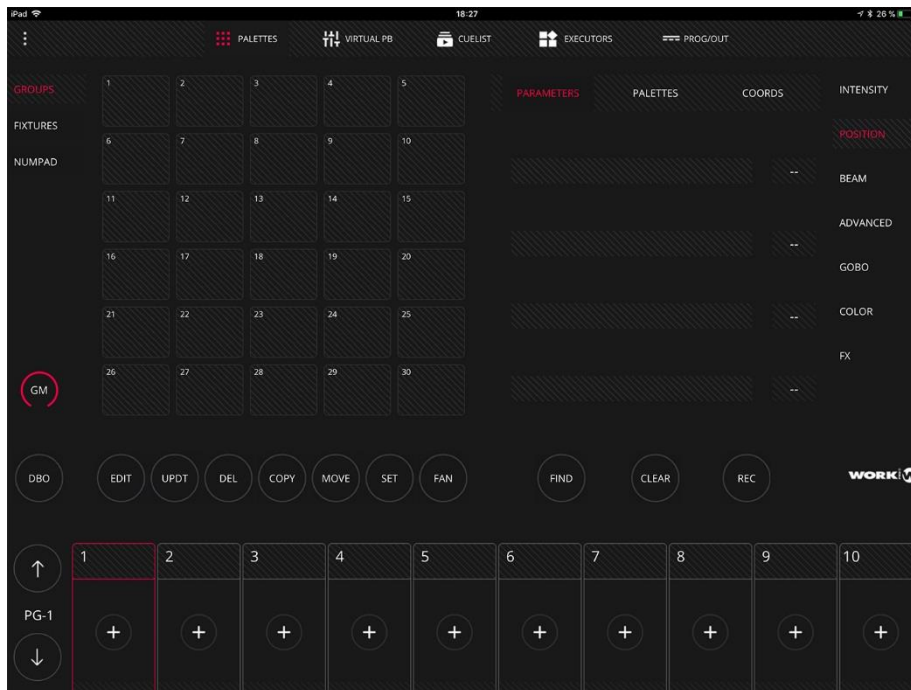 iPad 18:27 26 %
PALETTES VIRTUAL PB CUELIST EXECUTORS PROG/OUT
GROUPS
FIXTURES
NUMPAD
1 2 3 4 5
6 7 8 9 10
11 12 13 14 15
16 17 18 19 20
21 22 23 24 25
26 27 28 29 30
PARAMETERS PALETTES COORDS
--
--
--
--
INTENSITY
POSITION
BEAM
ADVANCED
GOBO
COLOR
FX
GM
DBO EDIT UPDT DEL COPY MOVE SET FAN FIND CLEAR REC
WORK
PG-1
1 2 3 4 5 6 7 8 9 10
+ + + + + + + + + +